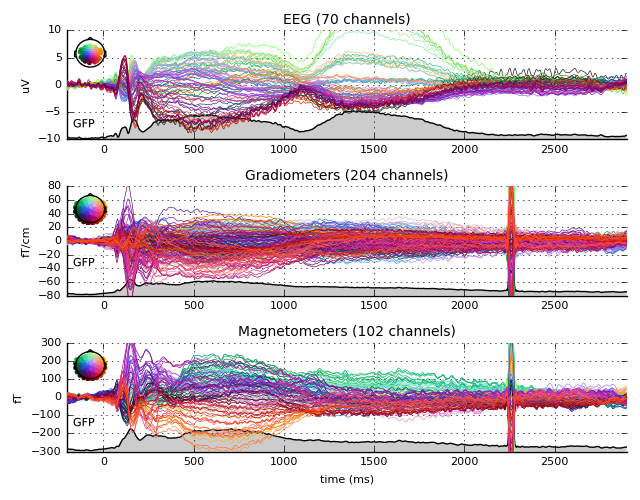 EEG (70 channels)
10
5
0
−5
−10
uV
GFP
0 500 1000 1500 2000 2500
Gradiometers (204 channels)
80
60
40
20
0
−20
−40
−60
−80
fT/cm
GFP
0 500 1000 1500 2000 2500
Magnetometers (102 channels)
300
200
100
0
−100
−200
−300
fT
GFP
0 500 1000 1500 2000 2500
time (ms)